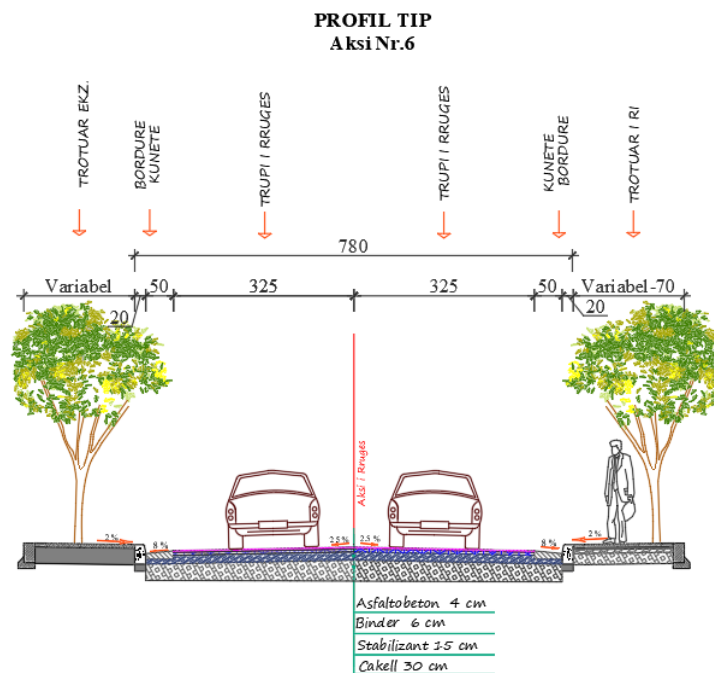 PROFIL TIP
Aksi Nr.6
TROTUAR EKZ.
BORDURE
KUNETE
TRUPI I RRUGES
TRUPI I RRUGES
KUNETE
BORDURE
TROTUAR I RI
780
Variabel
50
325
325
50
Variabel-70
20
20
Aksi i Rruges
2%
8%
2.5%
2.5%
8%
2%
Asfaltobeton 4 cm
Binder 6 cm
Stabilizant 15 cm
Cakell 30 cm